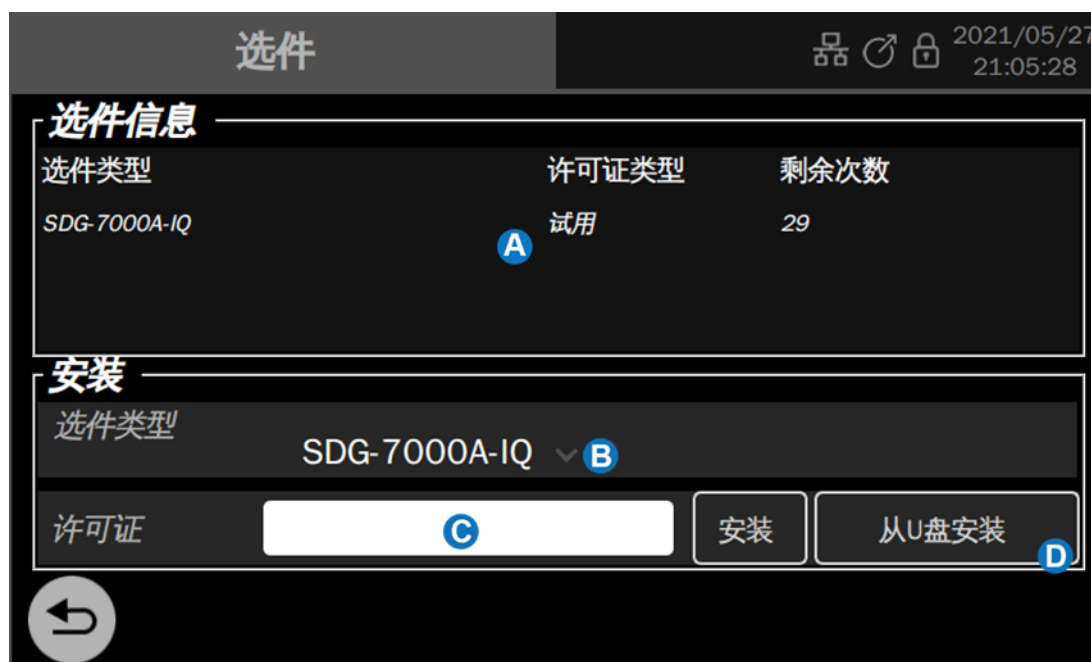 选件
2021/05/27
21:05:28
选件信息
选件类型 许可证类型 剩余次数
SDG-7000A-IQ 试用 29
A
安装
选件类型
SDG-7000A-IQ B
许可证 C 安装 从U盘安装
D